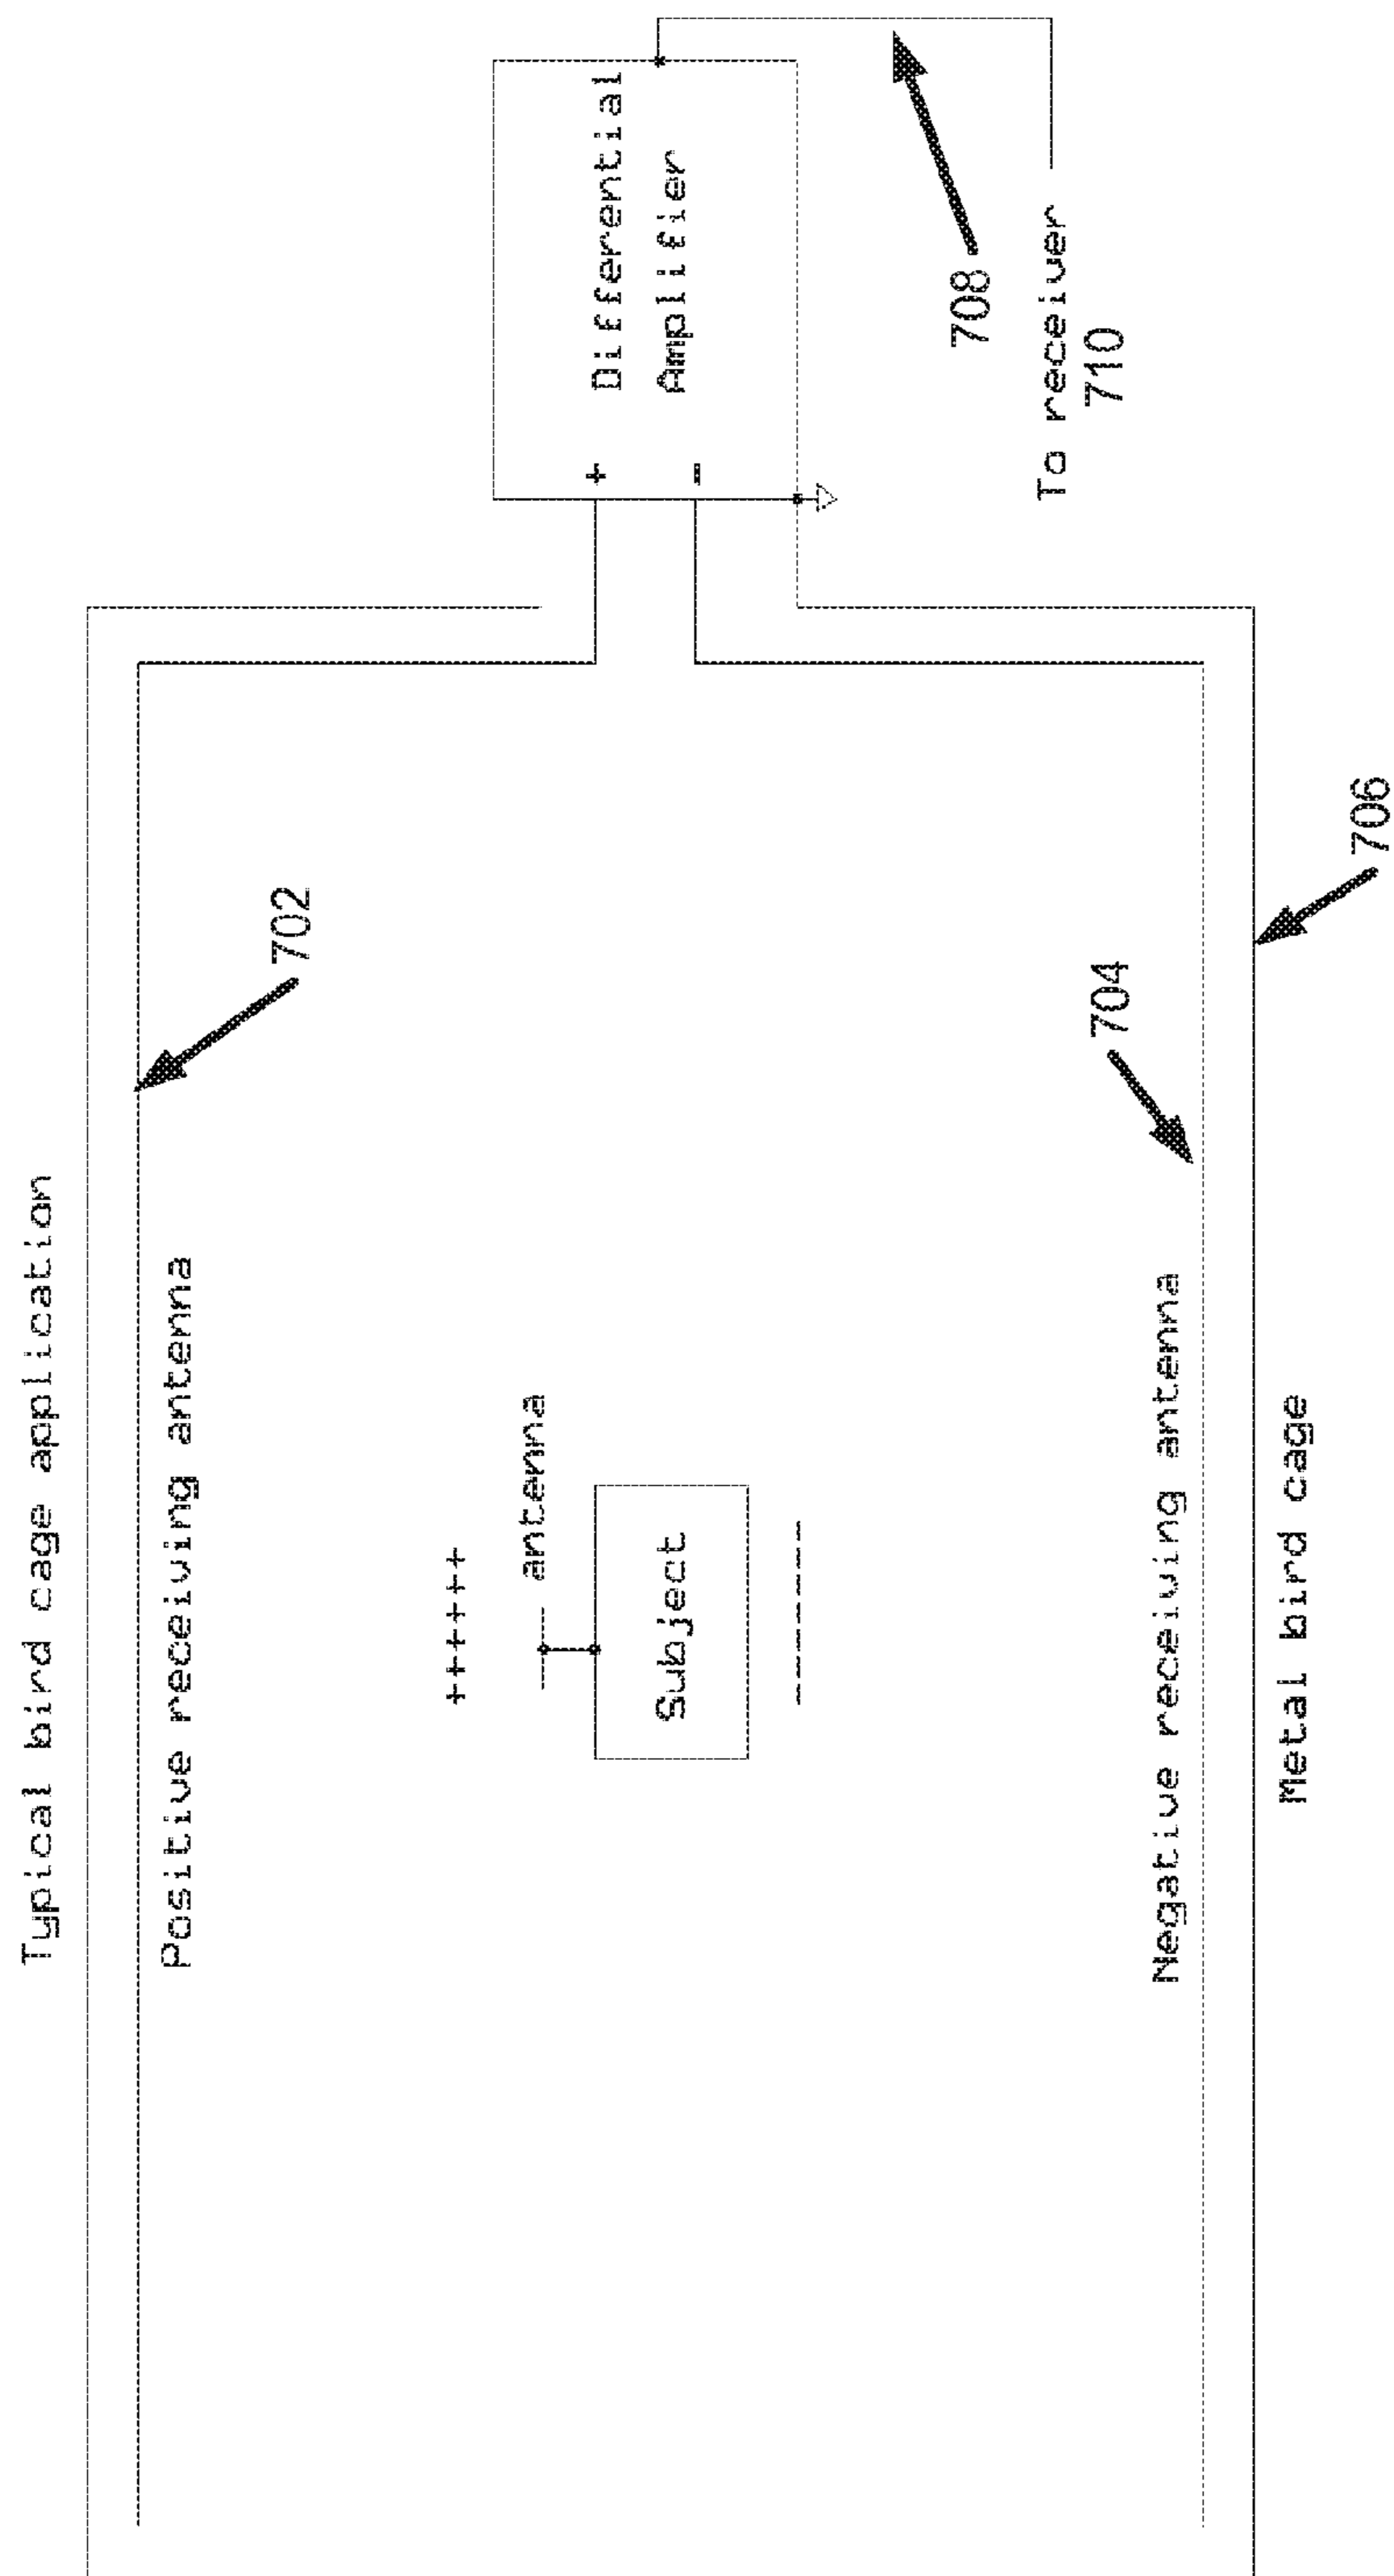 Typical bird cage application
Positive receiving antenna
702
+++++++
antenna
Subject
-------
Negative receiving antenna
704
Metal bird cage
706
+ Differential
- Amplifier
708
To receiver
710